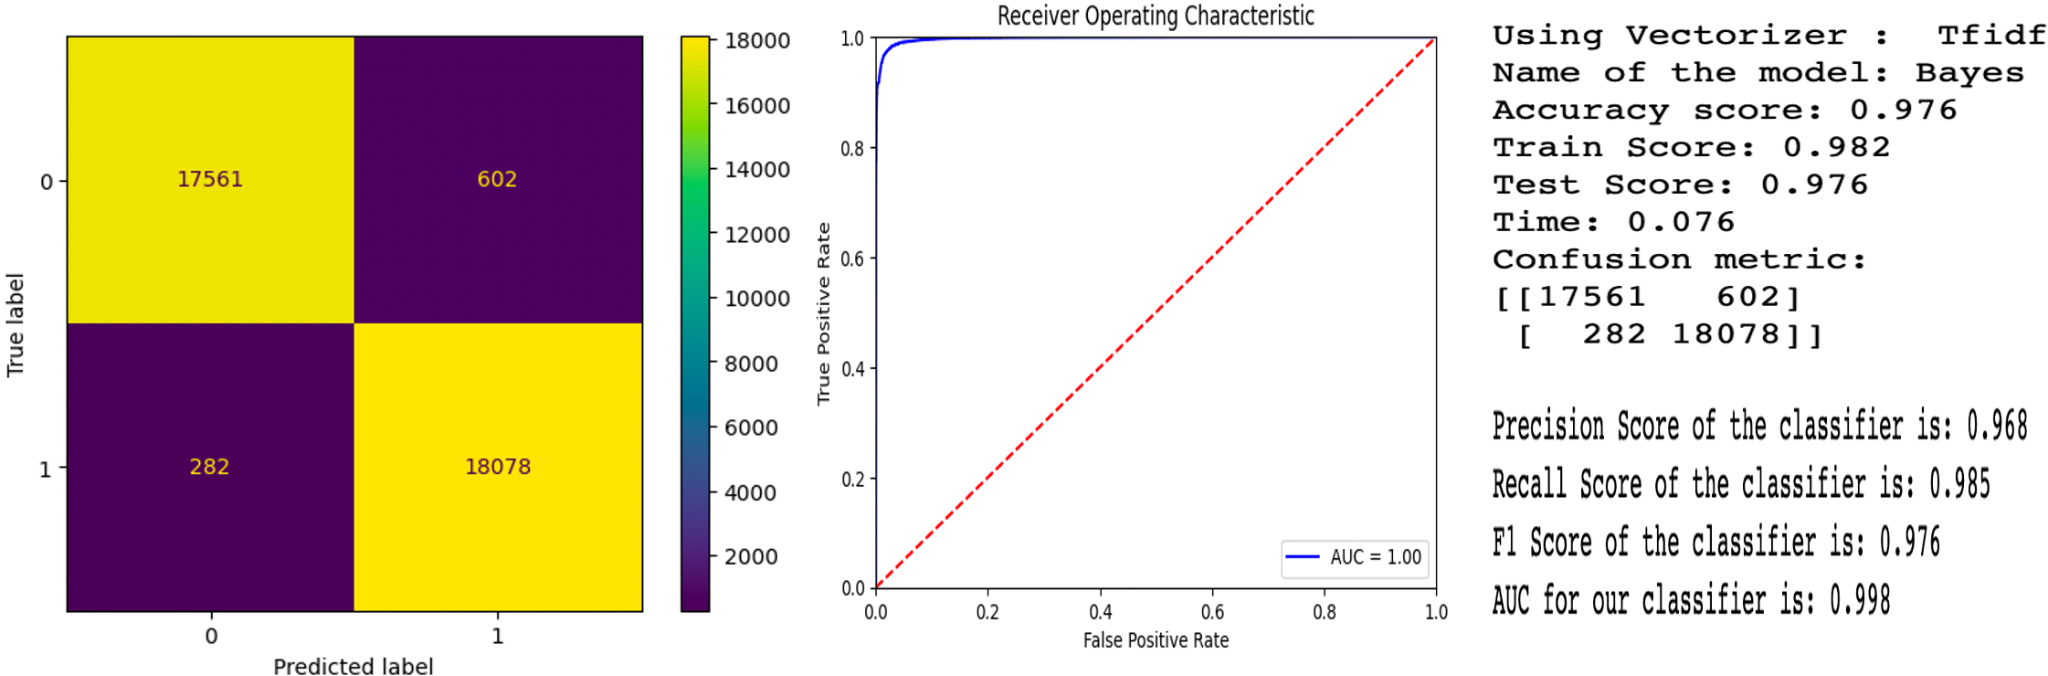 17561
602
282
18078
0
1
0
1
True label
Predicted label
18000
16000
14000
12000
10000
8000
6000
4000
2000
Receiver Operating Characteristic
1.0
0.8
0.6
0.4
0.2
0.0
True Positive Rate
0.0
0.2
0.4
0.6
0.8
1.0
False Positive Rate
AUC = 1.00
Using Vectorizer : Tfidf
Name of the model: Bayes
Accuracy score: 0.976
Train Score: 0.982
Test Score: 0.976
Time: 0.076
Confusion metric:
[[17561 602]
[ 282 18078]]
Precision Score of the classifier is: 0.968
Recall Score of the classifier is: 0.985
F1 Score of the classifier is: 0.976
AUC for our classifier is: 0.998